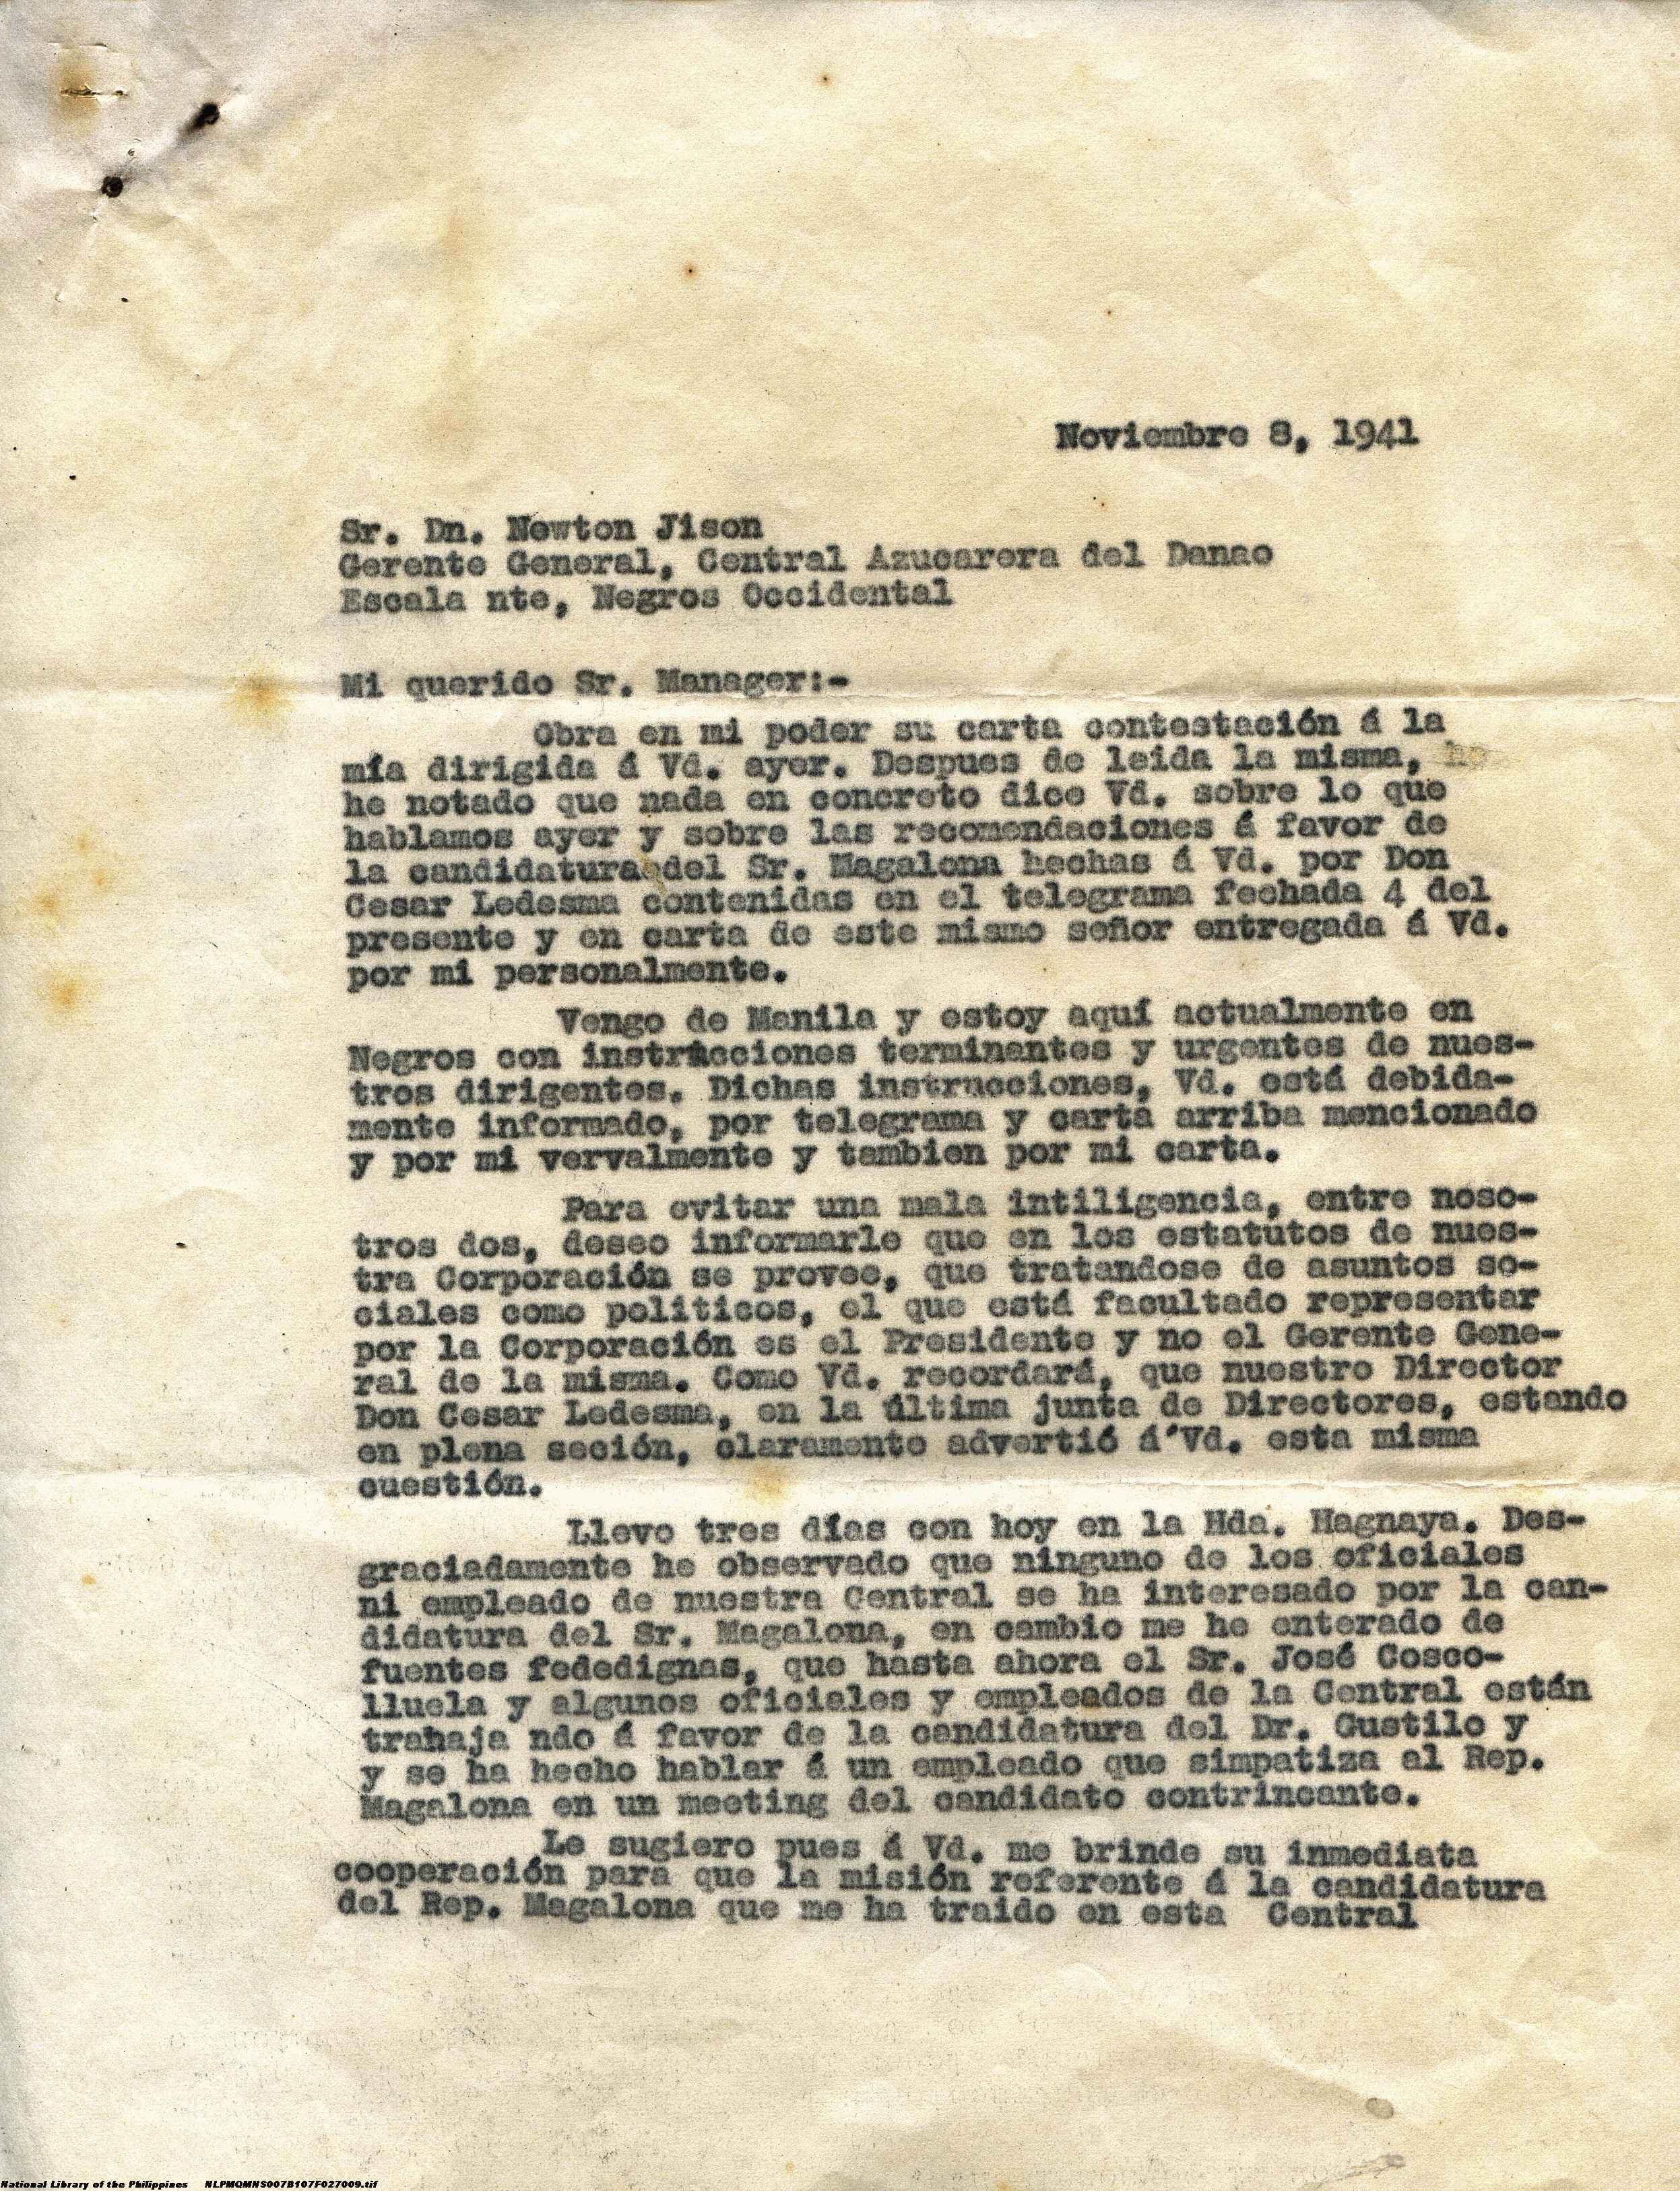 Noviembre 8, 1941
Sr. Dn. Newton Jison
Gerente General, Central Azucarera del Danao
Escala nte, Negros Occidental
Mi querido Sr. Manager:-
Obra en mi poder su carta contestación á la
mía dirigida á Vd. ayer. Despues de leida la misma,
he notado que nada en concreto dice Vd. sobre lo que
hablamos ayer y sobre las recomendaciones á favor de
la candidatura del Sr. Magalona hechas á Vd. por Don
Cesar Ledesma contenidas en el telegrama fechada 4 del
presente y en carta de este mismo señor entregada á Vd.
por mi personalmente.
Vengo de Manila y estoy aquí actualmente en
Negros con instrucciones terminantes y urgentes de nues-
tros dirigentes. Dichas instrucciones, Vd. está debida-
mente informado, por telegrama y carta arriba mencionado
y por mi vervalmente y tambien por mi carta.
Para evitar una mala intiligencia, entre noso-
tros dos, deseo informarle que en los estatutos de nues-
tra Corporación se provee, que tratandose de asuntos so-
ciales como politicos, el que está facultado representar
por la Corporación es el Presidente y no el Gerente Gene-
ral de la misma. Como Vd. recordará, que nuestro Director
Don Cesar Ledesma, en la última junta de Directores, estando
en plena seción, claramente advertió á'Vd. esta misma
cuestión.
Llevo tres días con hoy en la Hda. Hagnaya. Des-
graciadamente he observado que ninguno de los oficiales
ni empleado de nuestra Central se ha interesado por la can-
didatura del Sr. Magalona, en cambio me he enterado de
fuentes fededignas, que hasta ahora el Sr. José Cosco-
lluela y algunos oficiales y empleados de la Central están
trabaja ndo á favor de la candidatura del Dr. Gustilo y
y se ha hecho hablar á un empleado que simpatiza al Rep.
Magalona en un meeting del candidato contrincante.
Le sugiero pues á Vd. me brinde su inmediata
cooperación para que la misión referente á la candidatura
del Rep. Magalona que me ha traido en esta Central
National Library of the Philippines NLPMQMNS007B107F027009.tif